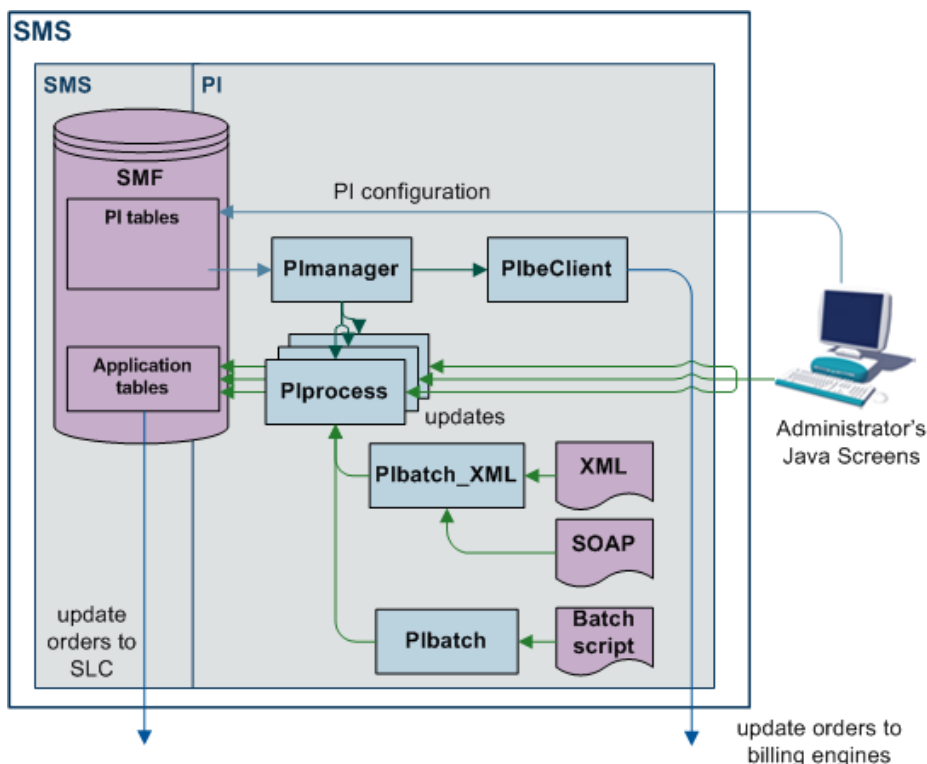 SMS
SMS
PI
SMF
PI tables
PI configuration
PImanager
PIbeClient
Application
tables
PIprocess
updates
Administrator's
Java Screens
PIbatch_XML
XML
SOAP
PIbatch
Batch
script
update
orders to
SLC
update orders to
billing engines